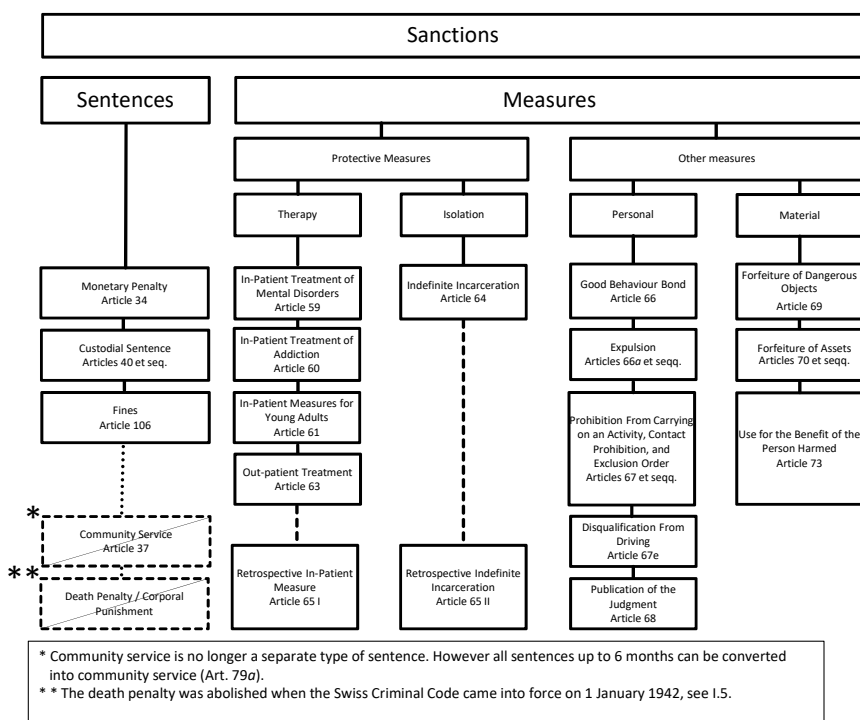 Sanctions
Sentences
Measures
Protective Measures
Other measures
Therapy
Isolation
Personal
Material
Monetary Penalty
Article 34
Custodial Sentence
Articles 40 et seq.
Fines
Article 106
*
Community Service
Article 37
**
Death Penalty / Corporal
Punishment
In-Patient Treatment of
Mental Disorders
Article 59
In-Patient Treatment of
Addiction
Article 60
In-Patient Measures for
Young Adults
Article 61
Out-patient Treatment
Article 63
Retrospective In-Patient
Measure
Article 65 I
Indefinite Incarceration
Article 64
Retrospective Indefinite
Incarceration
Article 65 II
Good Behaviour Bond
Article 66
Expulsion
Articles 66a et seqq.
Prohibition From Carrying
on an Activity, Contact
Prohibition, and
Exclusion Order
Articles 67 et seqq.
Disqualification From
Driving
Article 67e
Publication of the
Judgment
Article 68
Forfeiture of Dangerous
Objects
Article 69
Forfeiture of Assets
Articles 70 et seqq.
Use for the Benefit of the
Person Harmed
Article 73
* Community service is no longer a separate type of sentence. However all sentences up to 6 months can be converted
into community service (Art. 79a).
* * The death penalty was abolished when the Swiss Criminal Code came into force on 1 January 1942, see I.5.